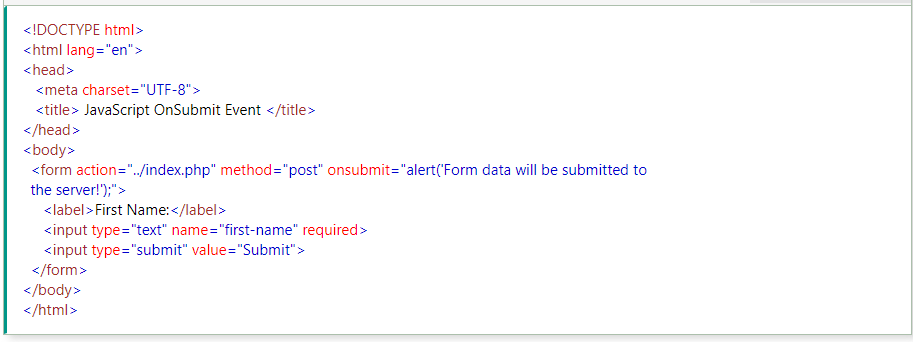 <!DOCTYPE html>
<html lang="en">
<head>
<meta charset="UTF-8">
<title> JavaScript OnSubmit Event </title>
</head>
<body>
<form action="../index.php" method="post" onsubmit="alert('Form data will be submitted to
the server!');">
<label>First Name:</label>
<input type="text" name="first-name" required>
<input type="submit" value="Submit">
</form>
</body>
</html>